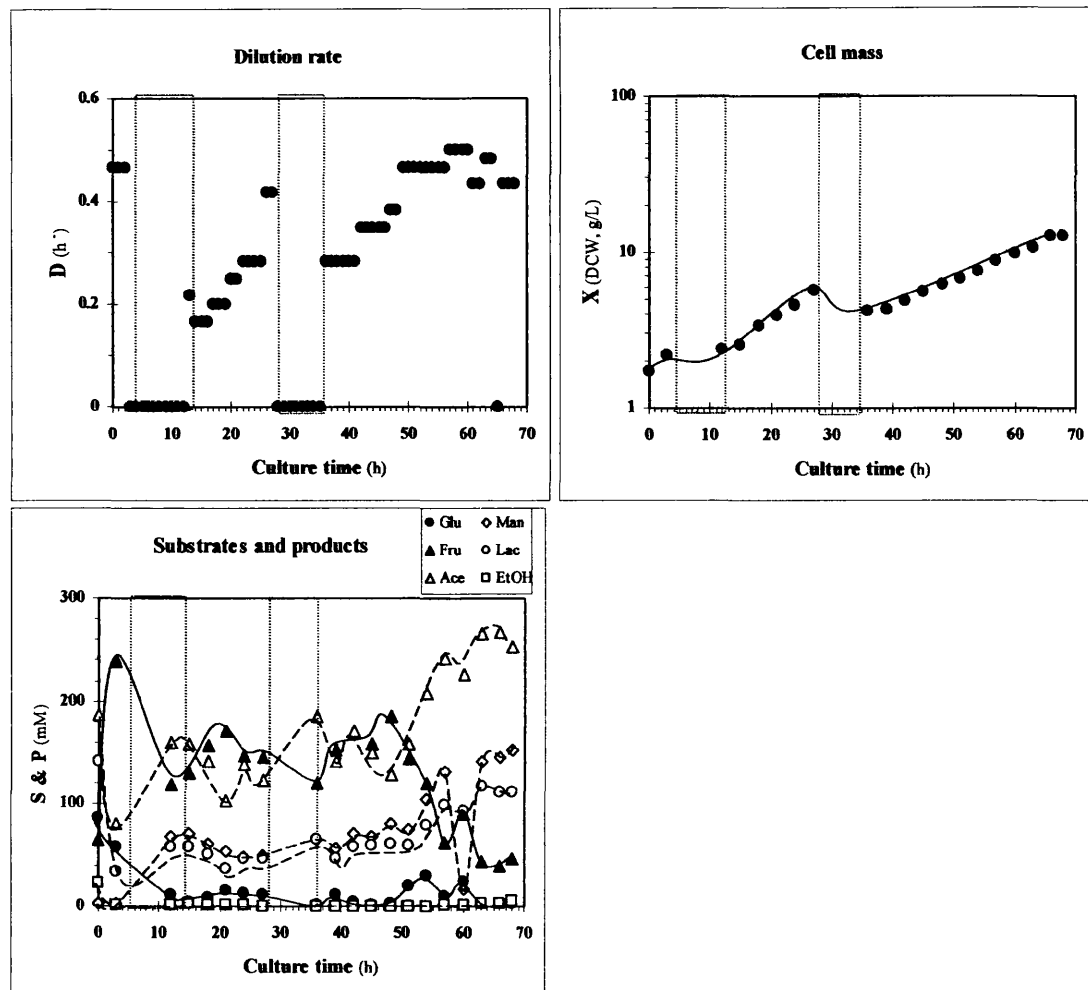 Dilution rate
0.6
0.4
0.2
0
D (h⁻)
0 10 20 30 40 50 60 70
Culture time (h)
Cell mass
100
10
1
X (DCW, g/L)
0 10 20 30 40 50 60 70
Culture time (h)
Glu Man
Fru Lac
Ace EtOH
Substrates and products
300
200
100
0
S & P (mM)
0 10 20 30 40 50 60 70
Culture time (h)